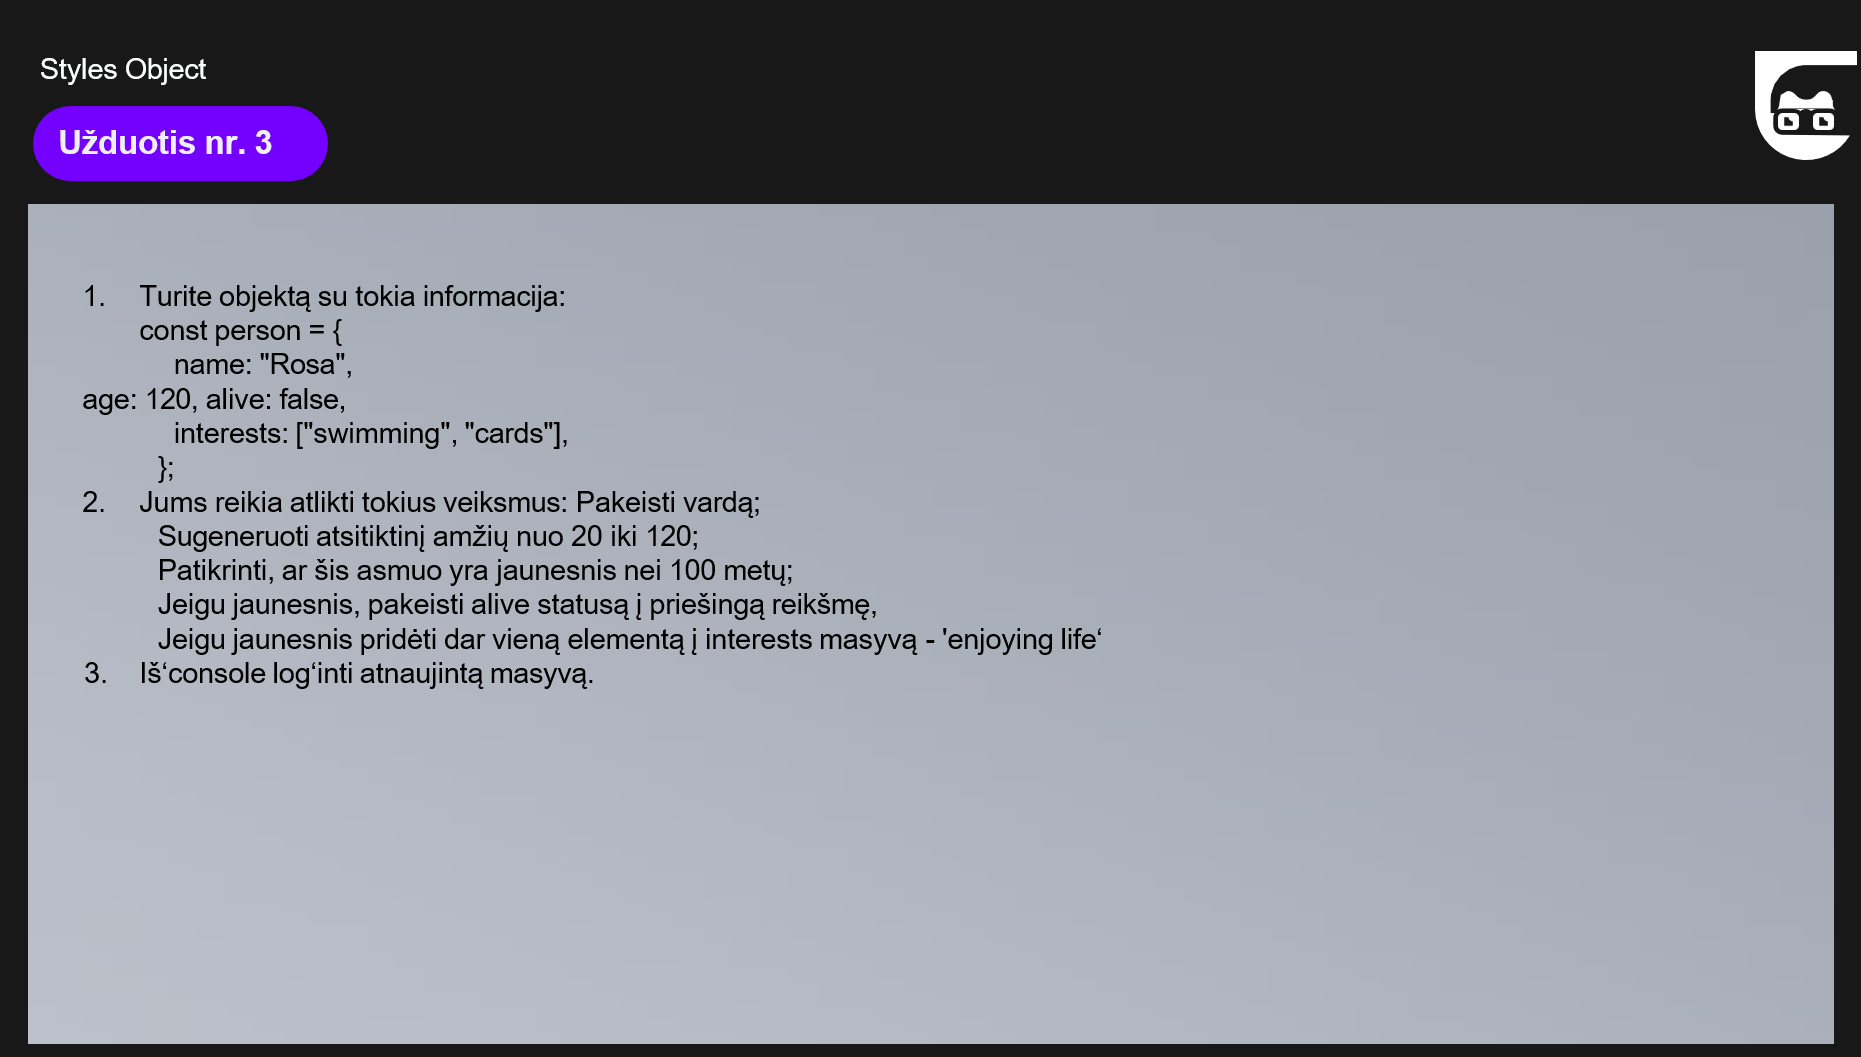 Styles Object
Užduotis nr. 3
1. Turite objektą su tokia informacija:
const person = {
name: "Rosa",
age: 120, alive: false,
interests: ["swimming", "cards"],
};
2. Jums reikia atlikti tokius veiksmus: Pakeisti vardą;
Sugeneruoti atsitiktinį amžių nuo 20 iki 120;
Patikrinti, ar šis asmuo yra jaunesnis nei 100 metų;
Jeigu jaunesnis, pakeisti alive statusą į priešingą reikšmę,
Jeigu jaunesnis pridėti dar vieną elementą į interests masyvą - 'enjoying life‘
3. Iš‘console log‘inti atnaujintą masyvą.